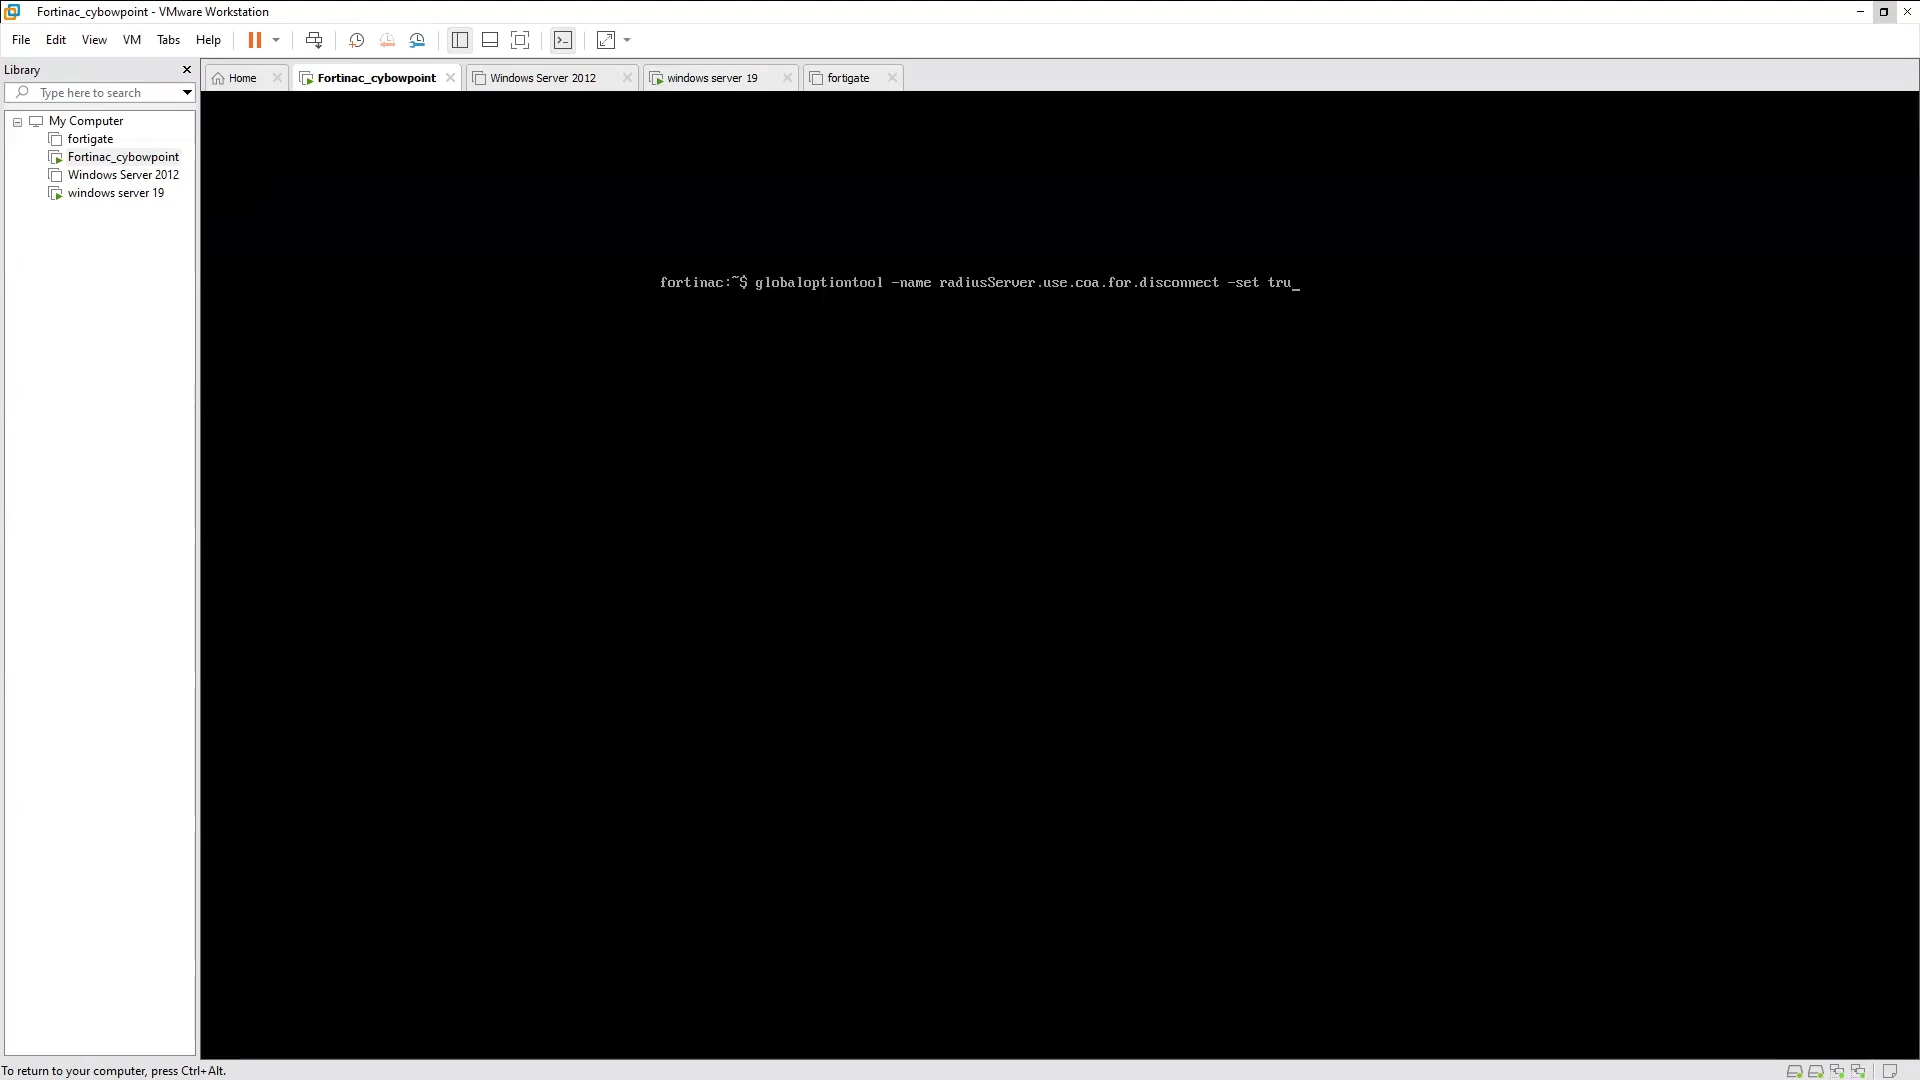 Fortinac_cybowpoint - VMware Workstation
File Edit View VM Tabs Help
Library
Type here to search
Home Fortinac_cybowpoint Windows Server 2012 windows server 19 fortigate
My Computer
fortigate
Fortinac_cybowpoint
Windows Server 2012
windows server 19
fortinac:~$ globaloptiontool -name radiusServer.use.coa.for.disconnect -set tru_
To return to your computer, press Ctrl+Alt.